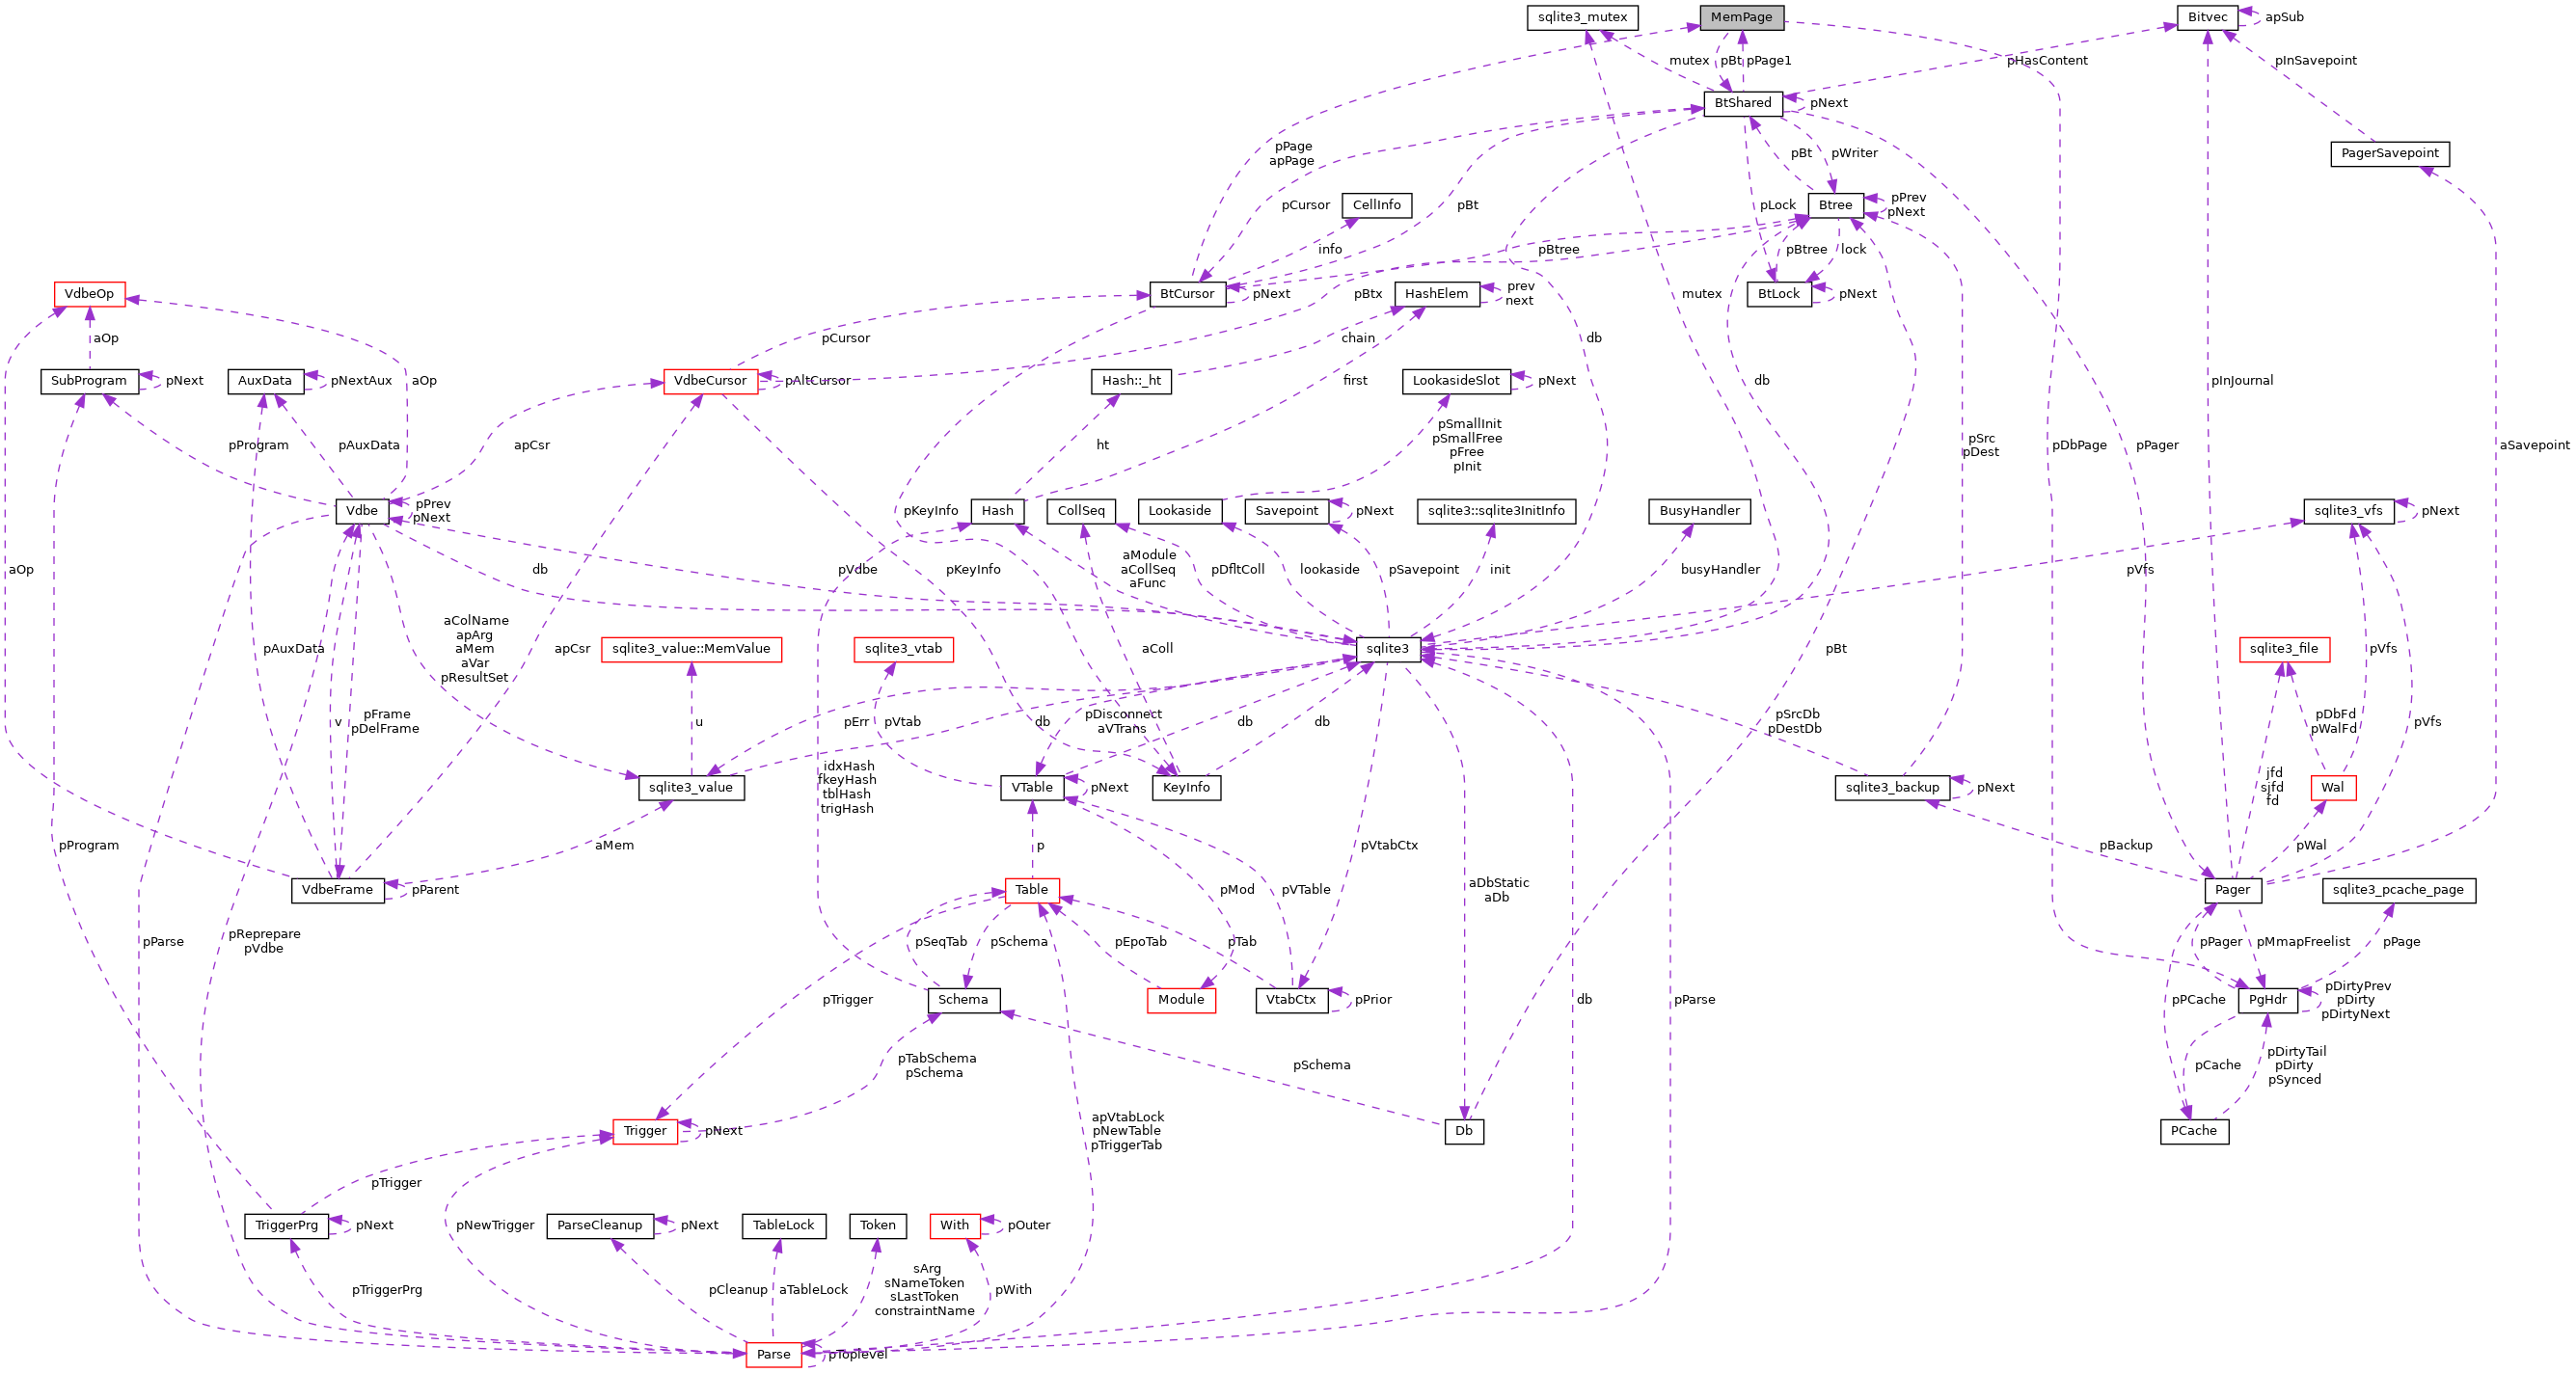 sqlite3_mutex
MemPage
Bitvec
apSub
mutex
pBt
pPage1
pHasContent
pInSavepoint
BtShared
pNext
pPage
apPage
pBt
pWriter
PagerSavepoint
pCursor
CellInfo
pBt
pLock
Btree
pPrev
pNext
info
pBtree
pBtree
lock
VdbeOp
BtCursor
pNext
pBtx
HashElem
prev
next
mutex
BtLock
pNext
aOp
pCursor
chain
db
SubProgram
pNext
AuxData
pNextAux
aOp
VdbeCursor
pAltCursor
Hash::_ht
first
LookasideSlot
pNext
db
pInJournal
pProgram
pAuxData
apCsr
ht
pSmallInit
pSmallFree
pFree
pInit
pSrc
pDest
pDbPage
pPager
aSavepoint
Vdbe
pPrev
pNext
pKeyInfo
Hash
CollSeq
Lookaside
Savepoint
pNext
sqlite3::sqlite3InitInfo
BusyHandler
sqlite3_vfs
pNext
aOp
db
pVdbe
pKeyInfo
aModule
aCollSeq
aFunc
pDfltColl
lookaside
pSavepoint
init
busyHandler
pVfs
pAuxData
aColName
apArg
aMem
aVar
pResultSet
apCsr
sqlite3_value::MemValue
sqlite3_vtab
aColl
sqlite3
pBt
sqlite3_file
pVfs
v
pFrame
pDelFrame
u
pErr
pVtab
db
pDisconnect
aVTrans
db
db
pSrcDb
pDestDb
pDbFd
pWalFd
pVfs
idxHash
fkeyHash
tblHash
trigHash
sqlite3_value
VTable
pNext
KeyInfo
sqlite3_backup
pNext
jfd
sjfd
fd
Wal
pProgram
aMem
p
pVtabCtx
pBackup
pWal
VdbeFrame
pParent
Table
pMod
pVTable
aDbStatic
aDb
Pager
sqlite3_pcache_page
pParse
pReprepare
pVdbe
pSeqTab
pSchema
pEpoTab
pTab
pPager
pMmapFreelist
pPage
pTrigger
Schema
Module
VtabCtx
pPrior
db
pParse
pPCache
PgHdr
pDirtyPrev
pDirty
pDirtyNext
pTabSchema
pSchema
pSchema
pCache
pDirtyTail
pDirty
pSynced
Trigger
pNext
apVtabLock
pNewTable
pTriggerTab
Db
PCache
pTrigger
TriggerPrg
pNext
pNewTrigger
ParseCleanup
pNext
TableLock
Token
With
pOuter
pTriggerPrg
pCleanup
aTableLock
sArg
sNameToken
sLastToken
constraintName
pWith
Parse
pToplevel